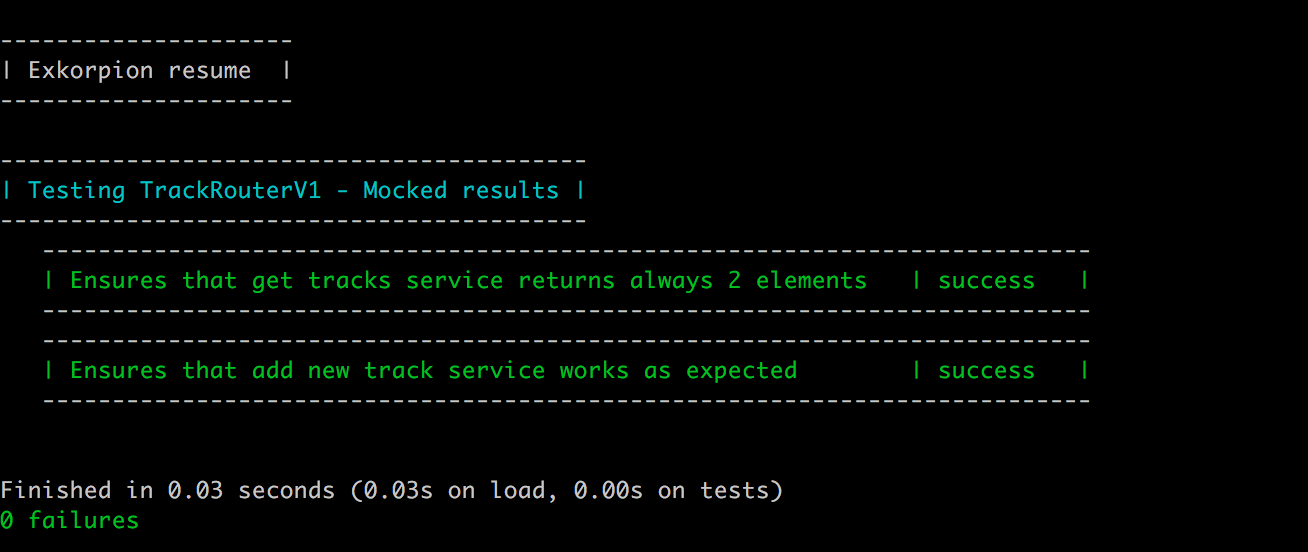 ---------------------
| Exkorpion resume  |
---------------------
------------------------------------------
| Testing TrackRouterV1 - Mocked results |
------------------------------------------
---------------------------------------------------------------------------
| Ensures that get tracks service returns always 2 elements   | success   |
---------------------------------------------------------------------------
---------------------------------------------------------------------------
| Ensures that add new track service works as expected        | success   |
---------------------------------------------------------------------------
Finished in 0.03 seconds (0.03s on load, 0.00s on tests)
0 failures